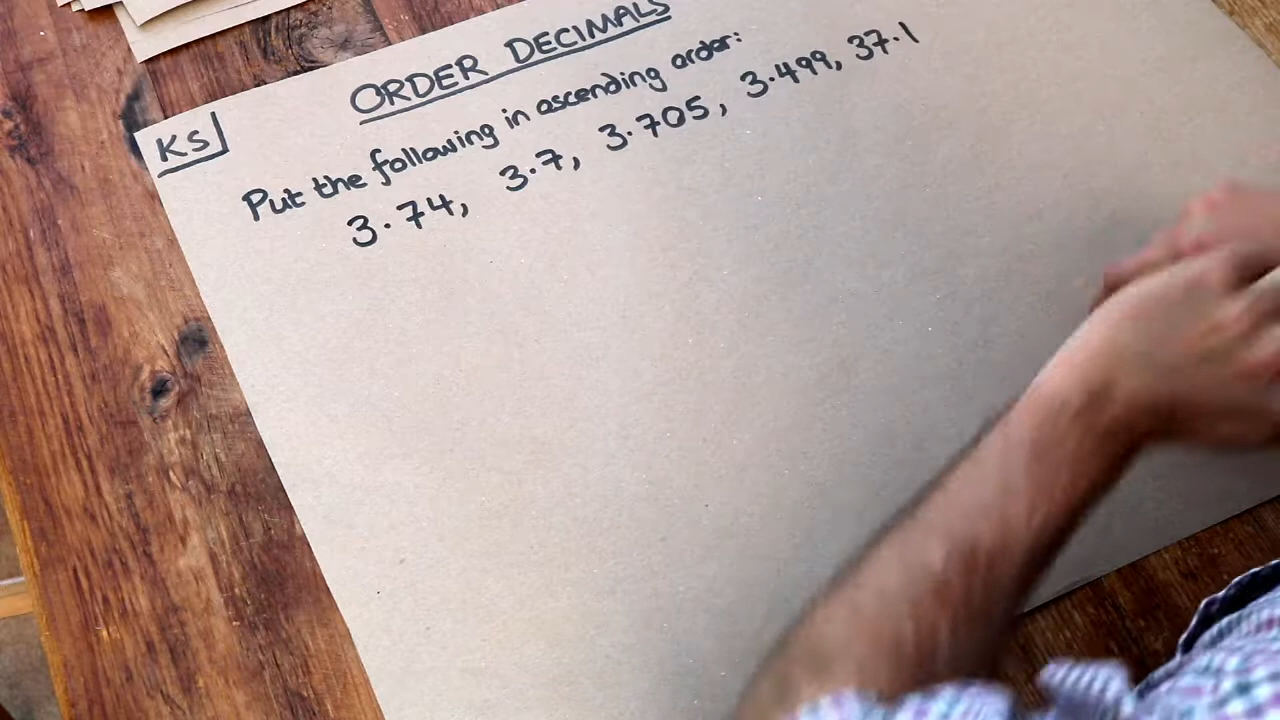 ORDER DECIMALS
KS
Put the following in ascending order:
3.74, 3.7, 3.705, 3.499, 37.1